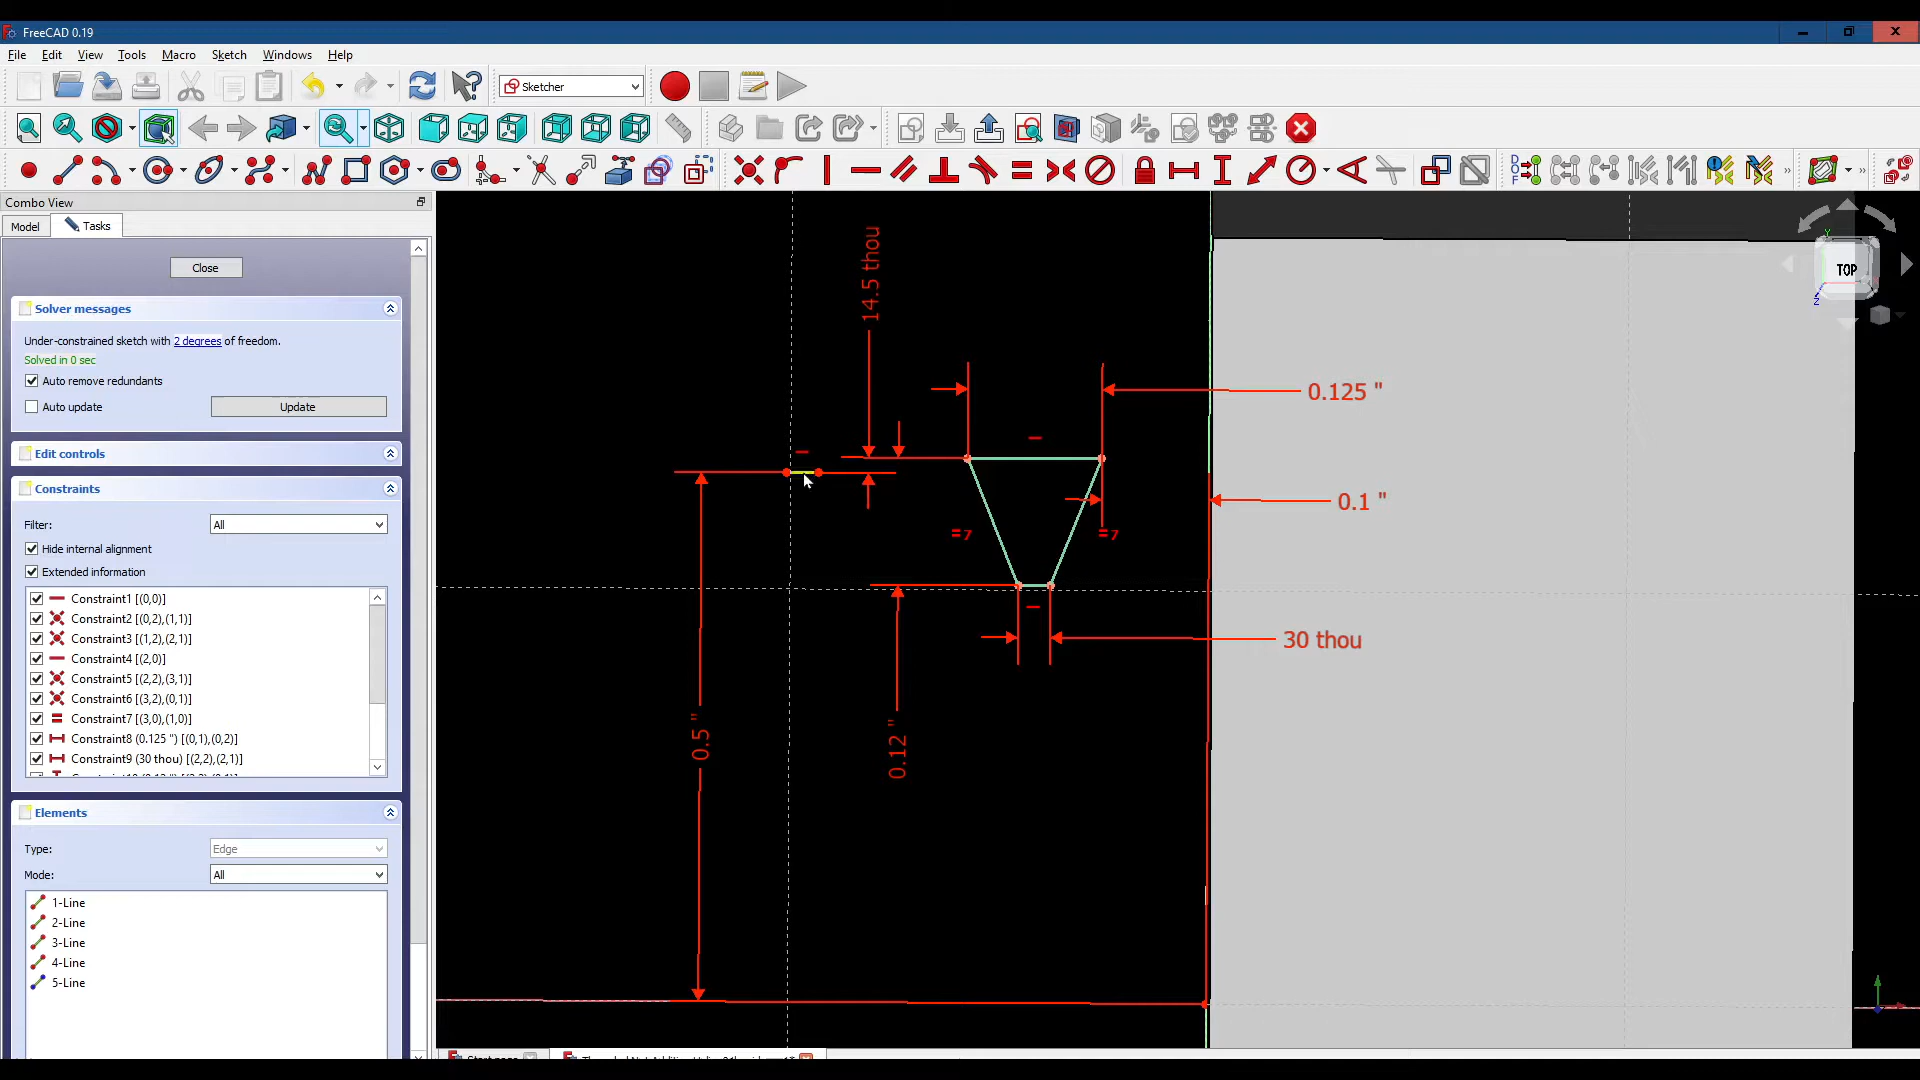 FreeCAD 0.19
File Edit View Tools Macro Sketch Windows Help
Sketcher
Combo View
Model Tasks
Close
Solver messages
Under-constrained sketch with 2 degrees of freedom.
Solved in 0 sec
Auto remove redundants
Auto update Update
Edit controls
Constraints
Filter: All
Hide internal alignment
Extended information
Constraint1 [(0,0)]
Constraint2 [(0,2),(1,1)]
Constraint3 [(1,2),(2,1)]
Constraint4 [(2,0)]
Constraint5 [(2,2),(3,1)]
Constraint6 [(3,2),(0,1)]
Constraint7 [(3,0),(1,0)]
Constraint8 (0.125 ") [(0,1),(0,2)]
Constraint9 (30 thou) [(2,2),(2,1)]
Elements
Type: Edge
Mode: All
1-Line
2-Line
3-Line
4-Line
5-Line
14.5 thou
0.125 "
0.1 "
=7 =7
30 thou
0.5 "
0.12 "
TOP
Y
Z